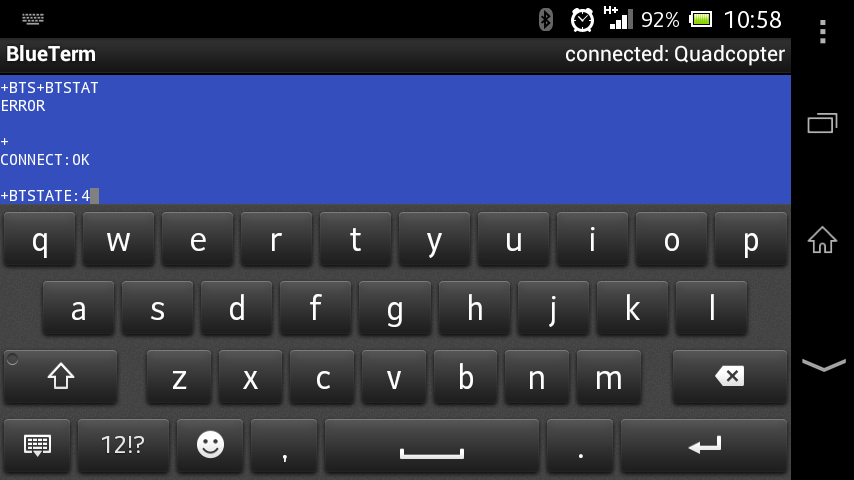 H+ 92% 10:58
BlueTerm connected: Quadcopter
+BTS+BTSTAT
ERROR
+
CONNECT:OK
+BTSTATE:4
q w e r t y u i o p
a s d f g h j k l
z x c v b n m
12!? , .